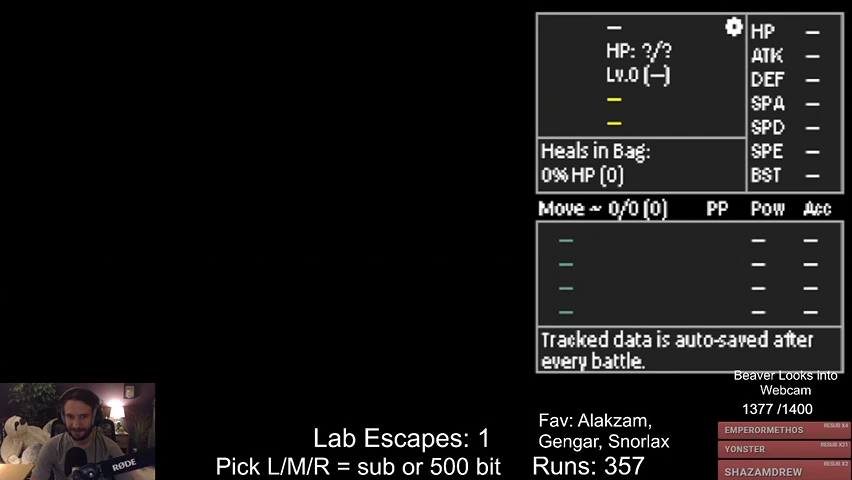 —
HP: ?/?
Lv.0 (—)
—
—
HP —
ATK —
DEF —
SPA —
SPD —
SPE —
BST —
Heals in Bag:
0% HP (0)
Move ~ 0/0 (0) PP Pow Acc
— — —
— — —
— — —
— — —
Tracked data is auto-saved after
every battle.
Beaver Looks Into
Webcam
1377 /1400
EMPERORMETHOS RESUB X4
YONSTER RESUB X21
SHAZAMDREW RESUB X2
Fav: Alakzam,
Gengar, Snorlax
Lab Escapes: 1
Pick L/M/R = sub or 500 bit
Runs: 357
RØDE